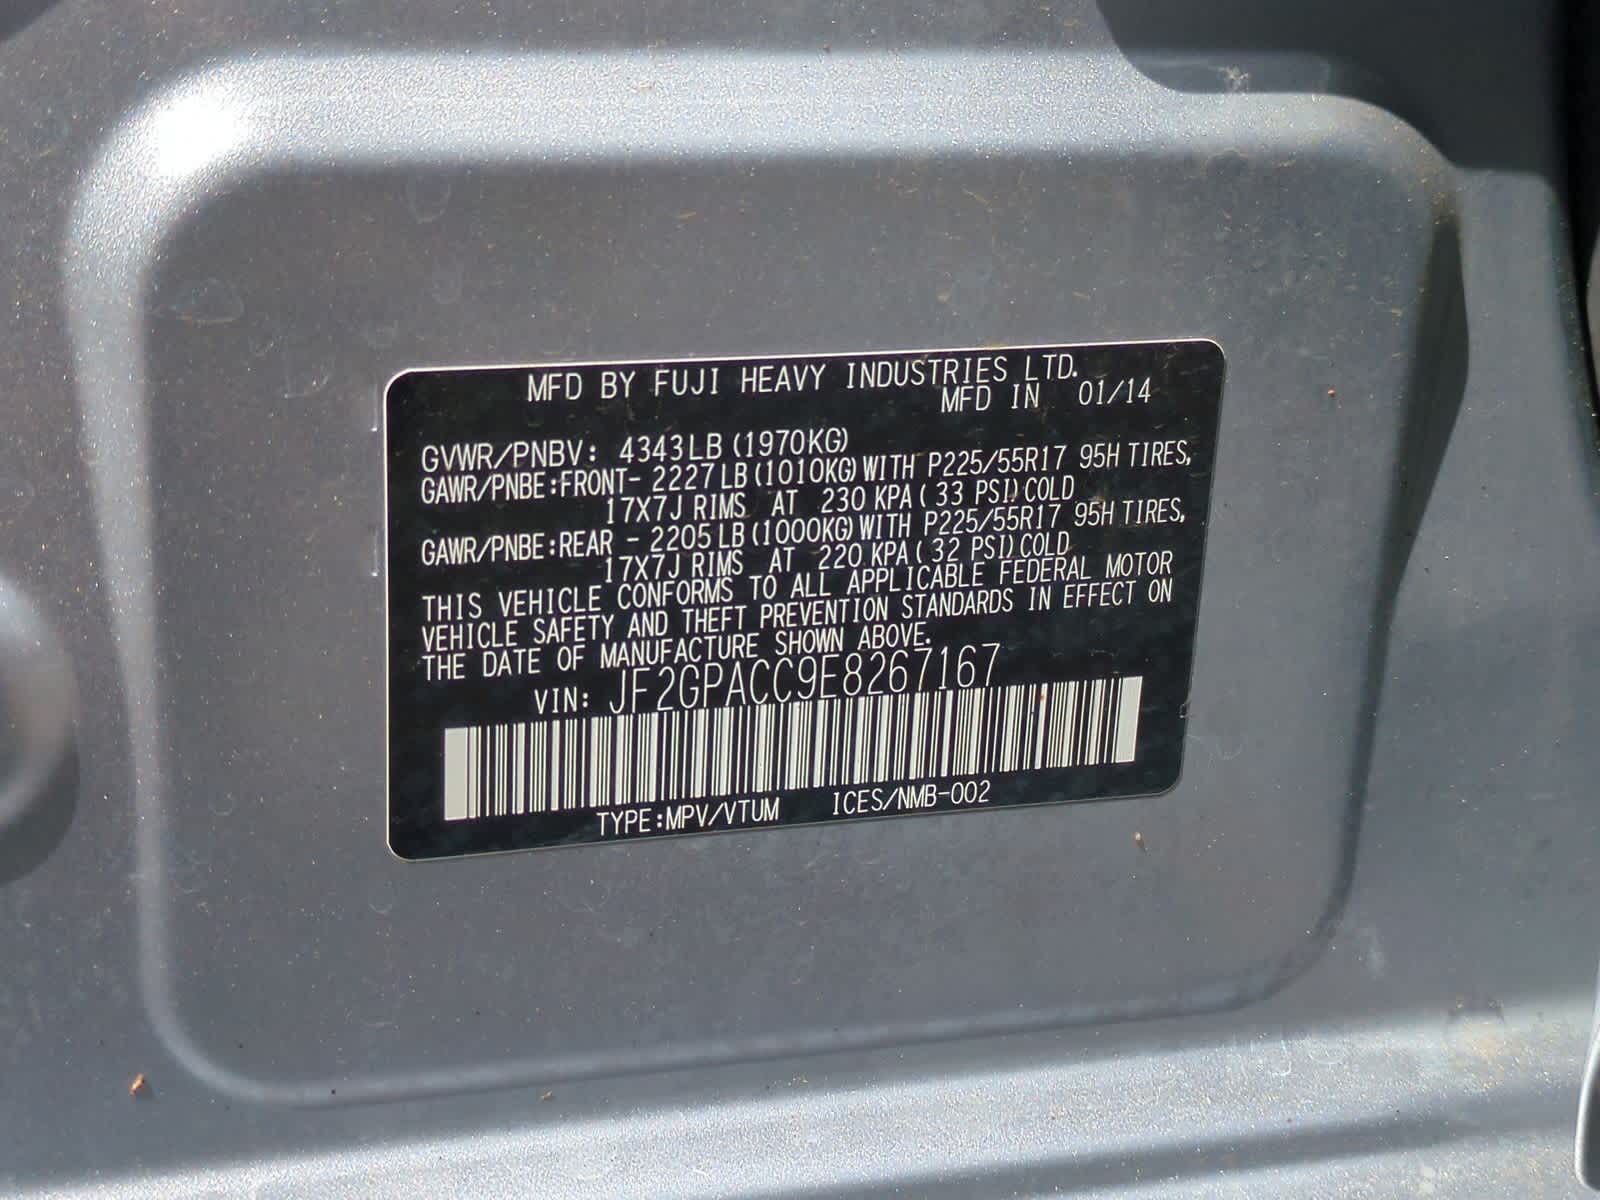 MFD BY FUJI HEAVY INDUSTRIES LTD.
MFD IN 01/14
GVWR/PNBV: 4343LB (1970KG)
GAWR/PNBE:FRONT- 2227LB (1010KG) WITH P225/55R17 95H TIRES,
17X7J RIMS AT 230 KPA ( 33 PSI) COLD
GAWR/PNBE:REAR - 2205LB (1000KG) WITH P225/55R17 95H TIRES,
17X7J RIMS AT 220 KPA ( 32 PSI) COLD
THIS VEHICLE CONFORMS TO ALL APPLICABLE FEDERAL MOTOR
VEHICLE SAFETY AND THEFT PREVENTION STANDARDS IN EFFECT ON
THE DATE OF MANUFACTURE SHOWN ABOVE.
VIN: JF2GPACC9E8267167
TYPE:MPV/VTUM ICES/NMB-002